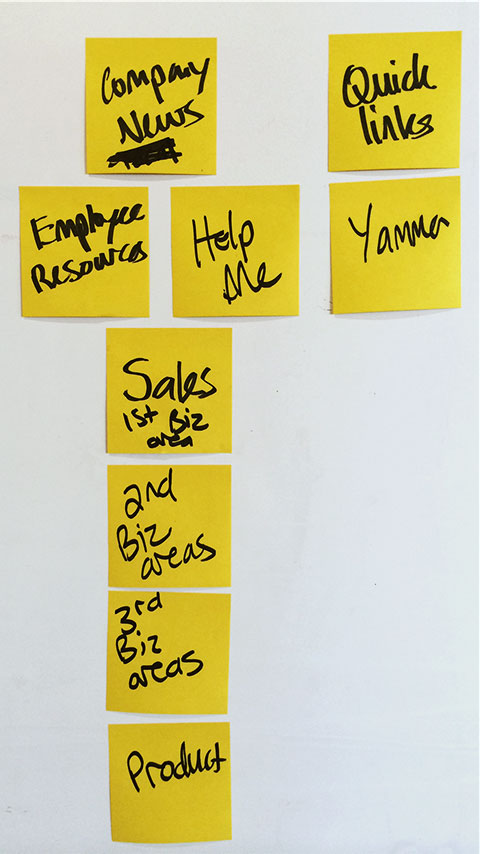 Company
News
Quick
links
Employee
Resources
Help
Me
Yammer
Sales
1st Biz
area
2nd
Biz
areas
3rd
Biz
areas
Product